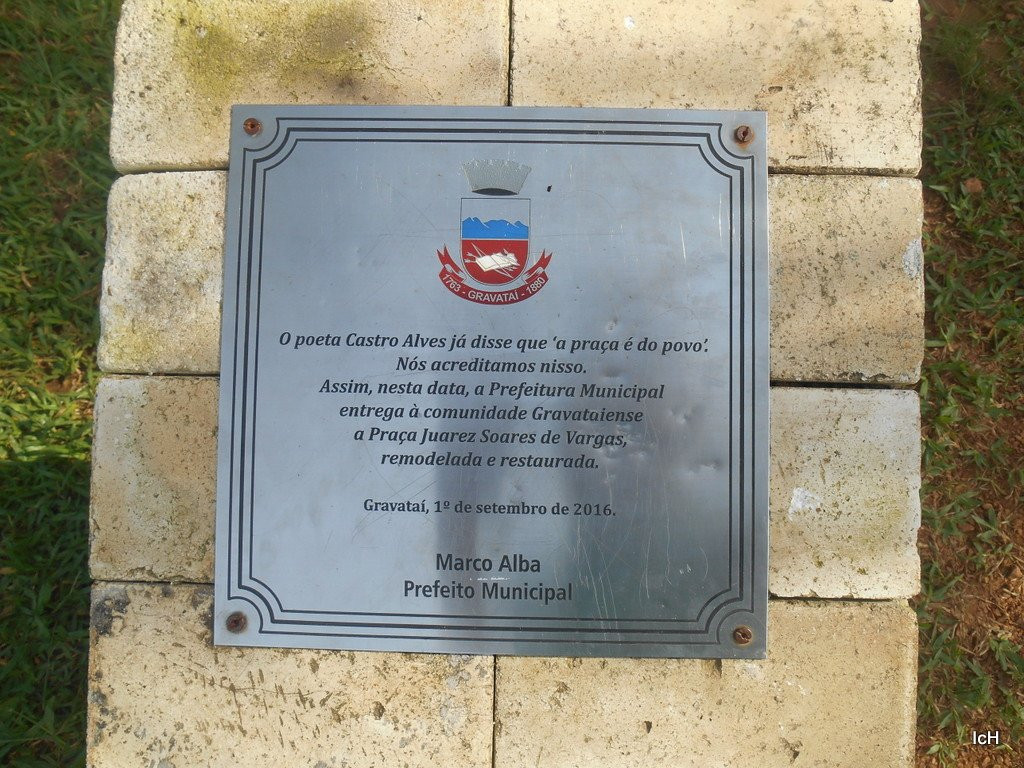 1763 - GRAVATAÍ - 1880
O poeta Castro Alves já disse que ‘a praça é do povo’.
Nós acreditamos nisso.
Assim, nesta data, a Prefeitura Municipal
entrega à comunidade Gravataiense
a Praça Juarez Soares de Vargas,
remodelada e restaurada.
Gravataí, 1º de setembro de 2016.
Marco Alba
Prefeito Municipal
IcH